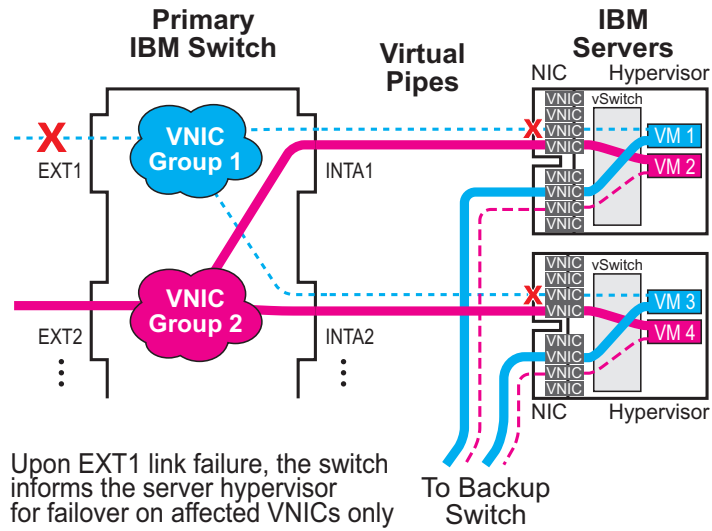 Primary
IBM Switch
Virtual
Pipes
IBM
Servers
NIC
Hypervisor
VNIC
VNIC
VNIC
VNIC
vSwitch
VM 1
VM 2
VNIC
VNIC
VNIC
VNIC
X
EXT1
VNIC
Group 1
INTA1
X
VNIC
Group 2
EXT2
INTA2
VNIC
VNIC
VNIC
VNIC
vSwitch
X
VM 3
VM 4
VNIC
VNIC
VNIC
VNIC
NIC
Hypervisor
Upon EXT1 link failure, the switch
informs the server hypervisor
for failover on affected VNICs only
To Backup
Switch